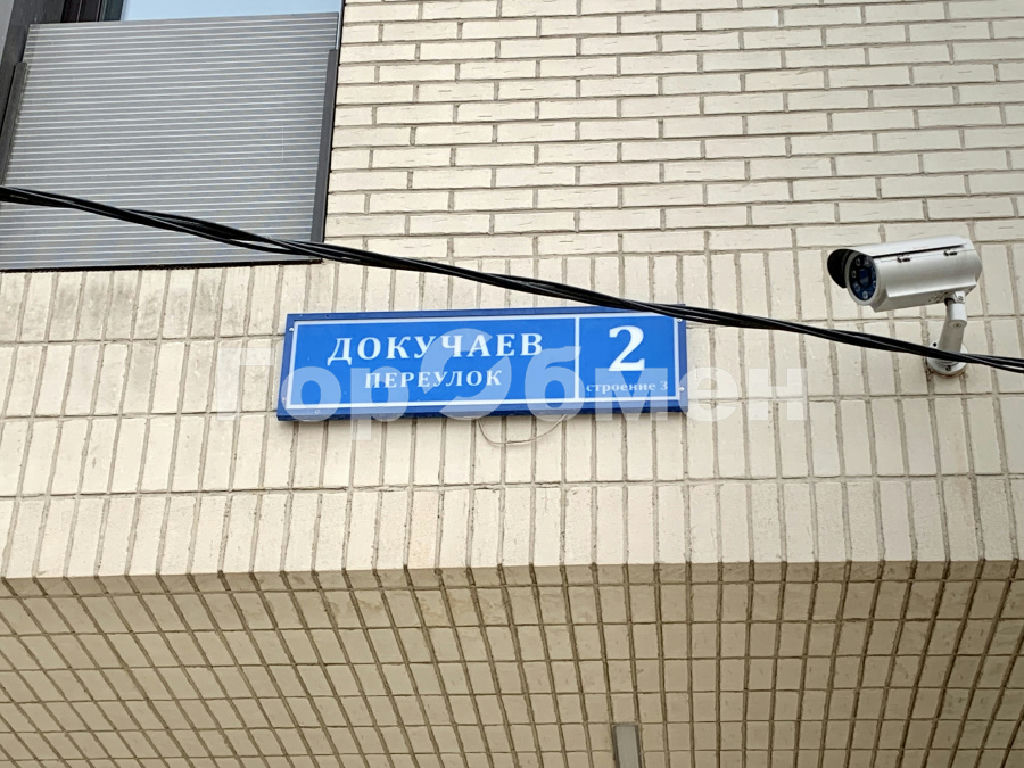 ДОКУЧАЕВ
ПЕРЕУЛОК
2
строение 3
ГорОбмен